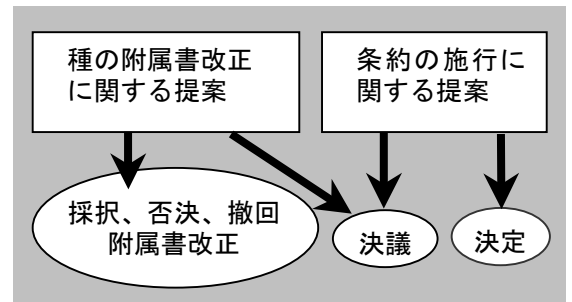 種の附属書改正
に関する提案
条約の施行に
関する提案
採択、否決、撤回
附属書改正
決議
決定